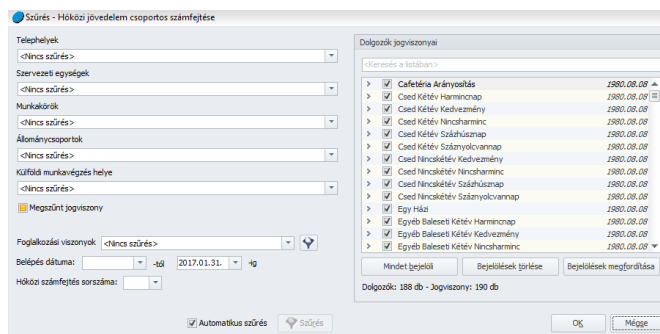 Szűrés - Hóközi jövedelem csoportos számfejtése
Telephelyek
<Nincs szűrés>
Szervezeti egységek
<Nincs szűrés>
Munkakörök
<Nincs szűrés>
Állománycsoportok
<Nincs szűrés>
Külföldi munkavégzés helye
<Nincs szűrés>
Megszűnt jogviszony
Foglalkozási viszonyok <Nincs szűrés>
Belépés dátuma: -tól 2017.01.31. -ig
Hóközi számfejtés sorszáma:
Automatikus szűrés Szűrés
Dolgozók jogviszonyai
<Keresés a listában>
Cafetéria Arányosítás 1980.08.08
Csed Kétév Harmincnap 1980.08.08
Csed Kétév Kedvezmény 1980.08.08
Csed Kétév Nincsharminc 1980.08.08
Csed Kétév Százhúsznap 1980.08.08
Csed Kétév Száznyolcvannap 1980.08.08
Csed Nincskétév Kedvezmény 1980.08.08
Csed Nincskétév Nincsharminc 1980.08.08
Csed Nincskétév Százhúsznap 1980.08.08
Csed Nincskétév Száznyolcvannap 1980.08.08
Egy Házi 1980.08.08
Egyéb Baleseti Kétév Harmincnap 1980.08.08
Egyéb Baleseti Kétév Kedvezmény 1980.08.08
Egyéb Baleseti Kétév Nincsharminc 1980.08.08
Mindet bejelöli Bejelölések törlése Bejelölések megfordítása
Dolgozók: 188 db - Jogviszony: 190 db
OK Mégse